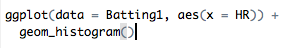 ggplot(data = Batting1, aes(x = HR)) +
  geom_histogram()